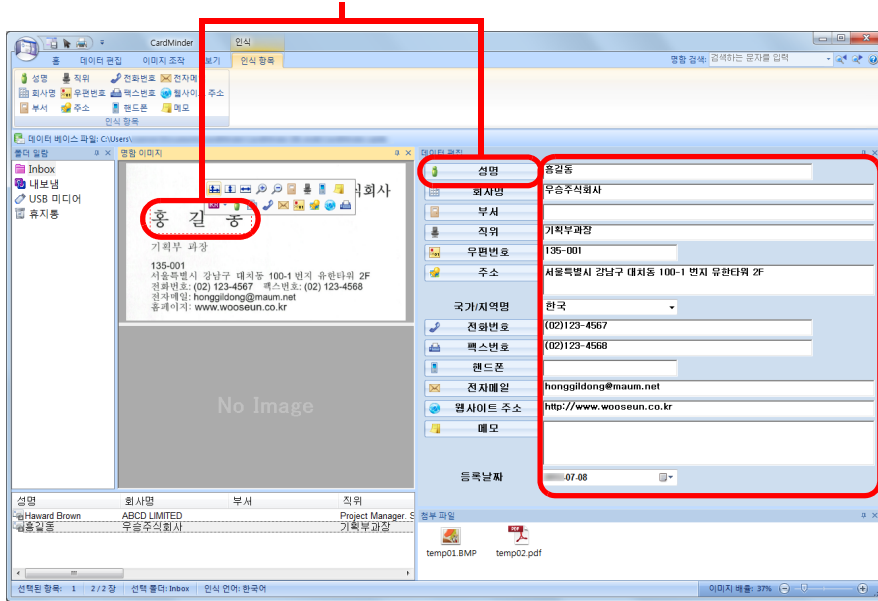 CardMinder
인식
홈 데이터 편집 이미지 조작 보기 인식 항목
명함 검색: 검색하는 문자를 입력
성명 직위 전화번호 전자메
회사명 우편번호 팩스번호 웹사이 주소
부서 주소 핸드폰 메모
인식 항목
데이터 베이스 파일: C:\Users\
폴더 일람
Inbox
내보냄
USB 미디어
휴지통
명함 이미지
식회사
홍 길 동
기획부 과장
135-001
서울특별시 강남구 대치동 100-1 번지 유한타워 2F
전화번호: (02) 123-4567 팩스번호: (02) 123-4568
전자메일: honggildong@maum.net
홈페이지: www.wooseun.co.kr
No Image
데이터 편집
성명 홍길동
회사명 우승주식회사
부서
직위 기획부과장
우편번호 135-001
주소 서울특별시 강남구 대치동 100-1 번지 유한타워 2F
국가/지역명 한국
전화번호 (02)123-4567
팩스번호 (02)123-4568
핸드폰
전자메일 honggildong@maum.net
웹사이트 주소 http://www.wooseun.co.kr
메모
등록날짜 -07-08
성명 회사명 부서 직위
Haward Brown ABCD LIMITED Project Manager. S
홍길동 우승주식회사 기획부과장
첨부 파일
temp01.BMP temp02.pdf
선택된 항목: 1 2/2 장 선택 폴더: Inbox 인식 언어: 한국어 이미지 배율: 37%